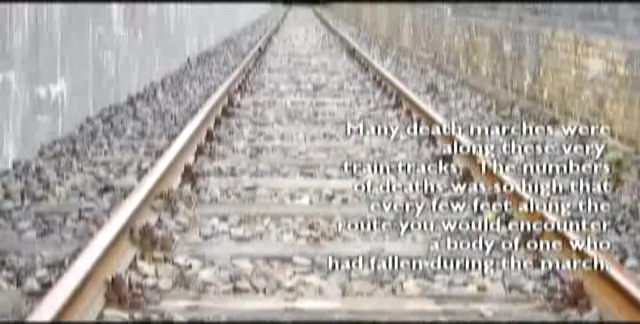 Many death marches were
along these very
train tracks. The numbers
of deaths was so high that
every few feet along the
route you would encounter
a body of one who
had fallen during the march.